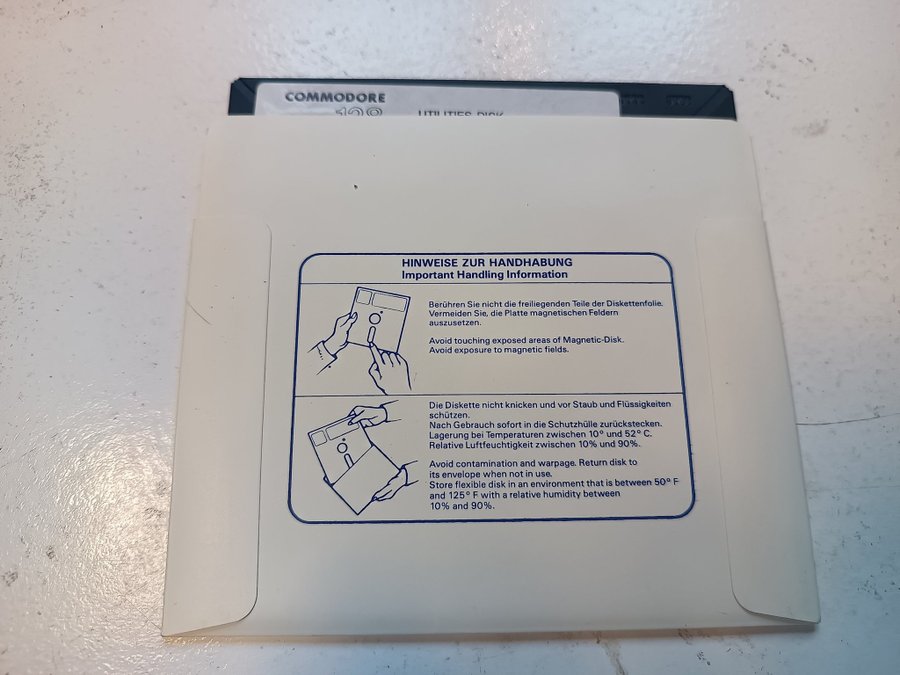 COMMODORE
128 UTILITIES DISK
HINWEISE ZUR HANDHABUNG
Important Handling Information
Berühren Sie nicht die freiliegenden Teile der Diskettenfolie.
Vermeiden Sie, die Platte magnetischen Feldern
auszusetzen.
Avoid touching exposed areas of Magnetic-Disk.
Avoid exposure to magnetic fields.
Die Diskette nicht knicken und vor Staub und Flüssigkeiten
schützen.
Nach Gebrauch sofort in die Schutzhülle zurückstecken.
Lagerung bei Temperaturen zwischen 10° und 52° C.
Relative Luftfeuchtigkeit zwischen 10% und 90%.
Avoid contamination and warpage. Return disk to
its envelope when not in use.
Store flexible disk in an environment that is between 50° F
and 125° F with a relative humidity between
10% and 90%.